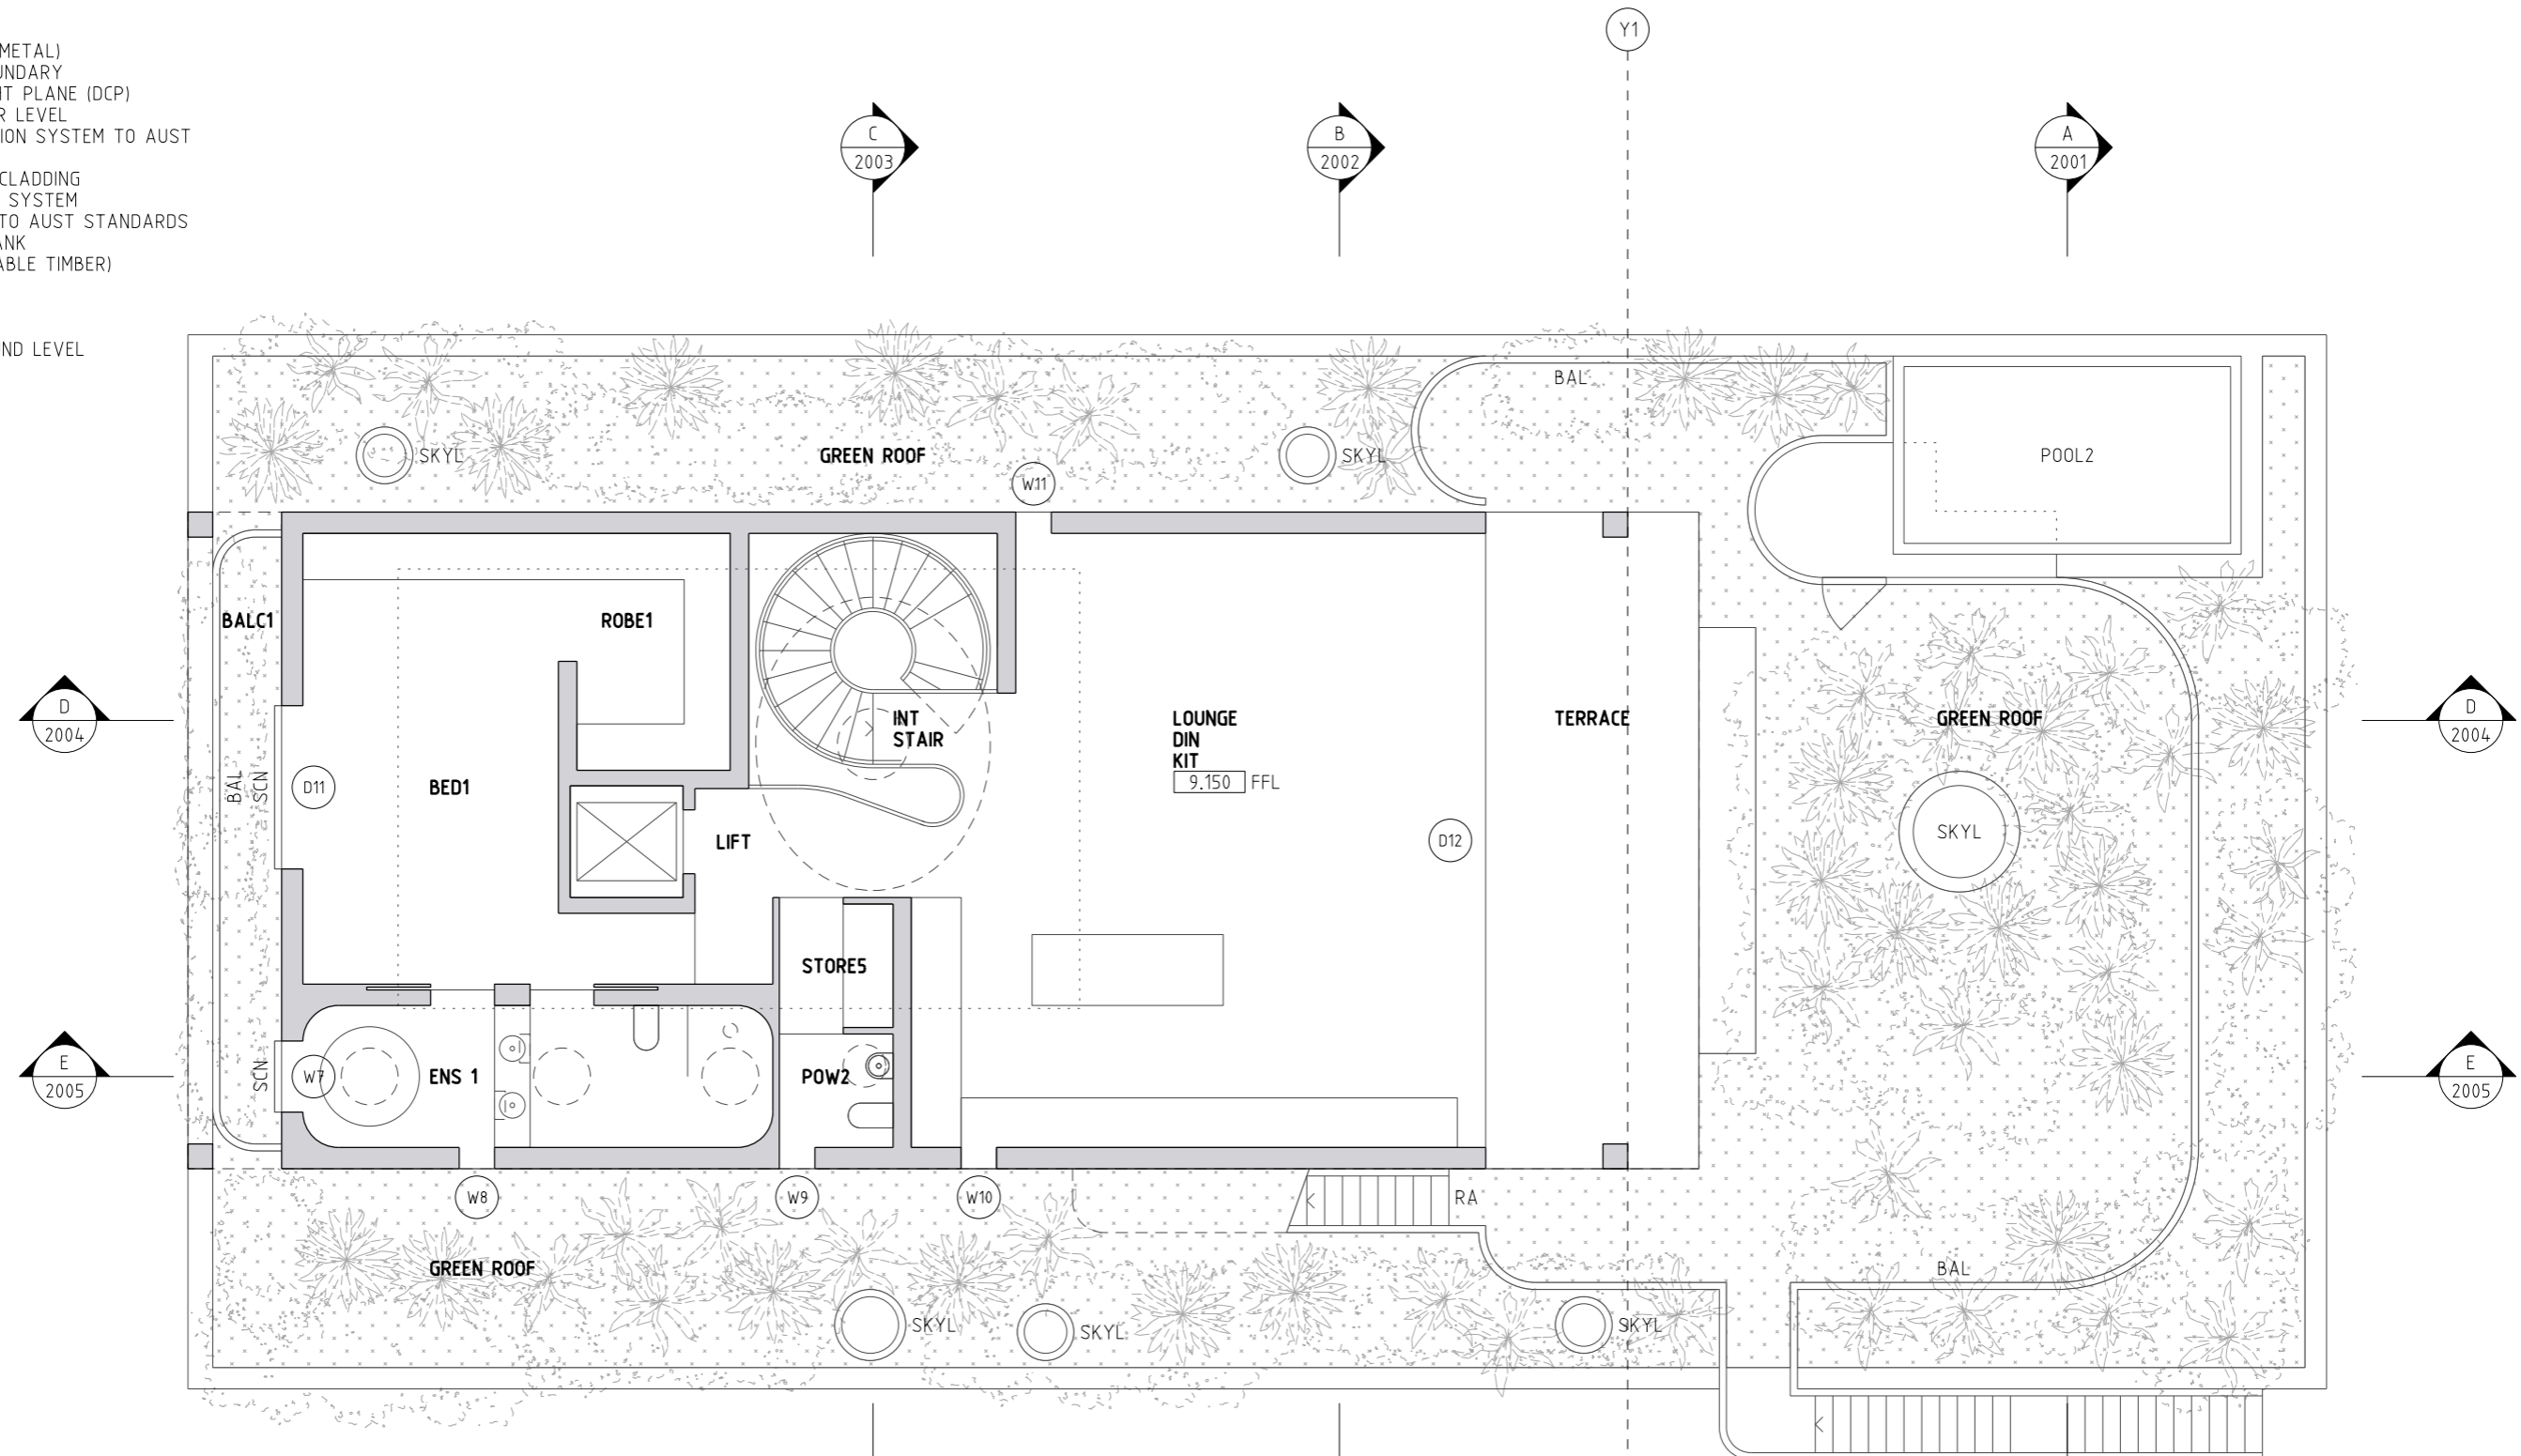 METAL)
UNDARY
HT PLANE (DCP)
R LEVEL
ION SYSTEM TO AUST
CLADDING
SYSTEM
TO AUST STANDARDS
ANK
ABLE TIMBER)
ND LEVEL
Y1
C
2003
B
2002
A
2001
BAL
SKYL
GREEN ROOF
SKYL
POOL2
W11
BALC1
ROBE1
D
2004
INT
STAIR
LOUNGE
DIN
KIT
9.150 FFL
TERRACE
GREEN ROOF
D
2004
BAL
SCN
D11
BED1
LIFT
D12
SKYL
STORE5
E
2005
SCN
W7
ENS 1
POW2
E
2005
W8
W9
W10
RA
GREEN ROOF
BAL
SKYL
SKYL
SKYL